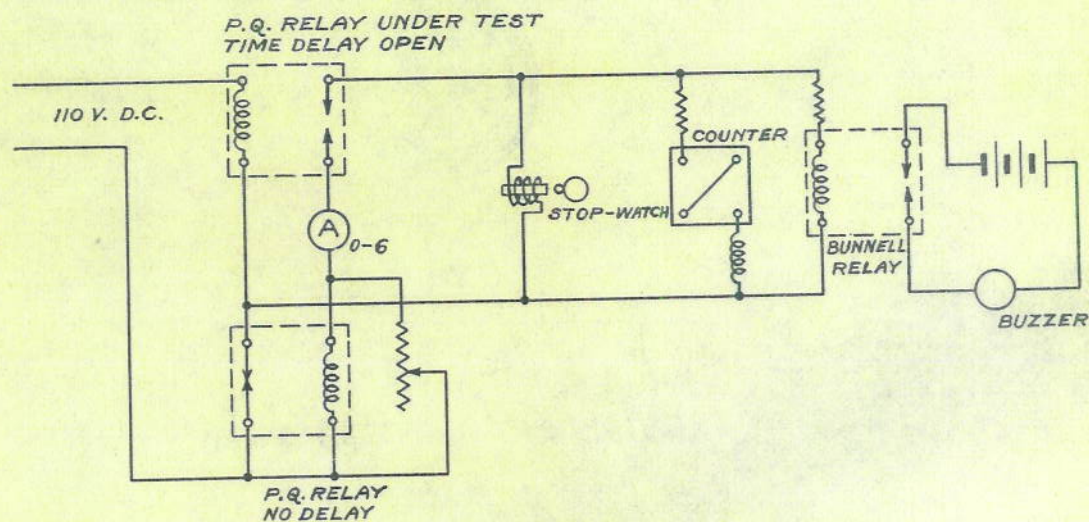 P.Q. RELAY UNDER TEST
TIME DELAY OPEN
110 V. D.C.
COUNTER
STOP-WATCH
A
0-6
BUNNELL
RELAY
BUZZER
P.Q. RELAY
NO DELAY